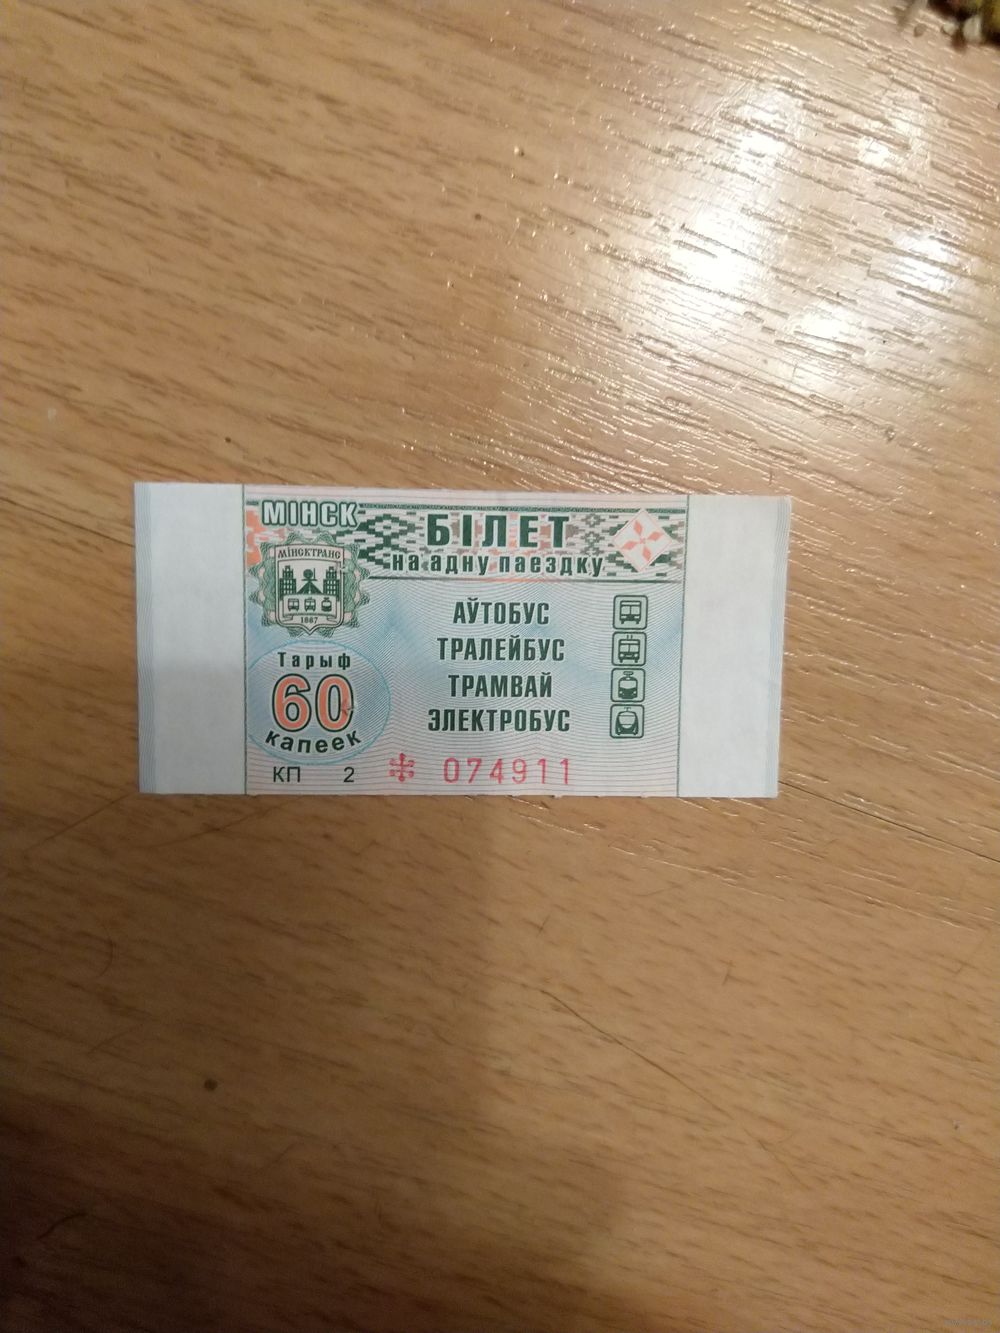 МІНСК
БІЛЕТ
на адну паездку
МІНСКТРАНС
1867
АЎТОБУС
ТРАЛЕЙБУС
ТРАМВАЙ
ЭЛЕКТРОБУС
Тарыф
60
капеек
КП 2 074911